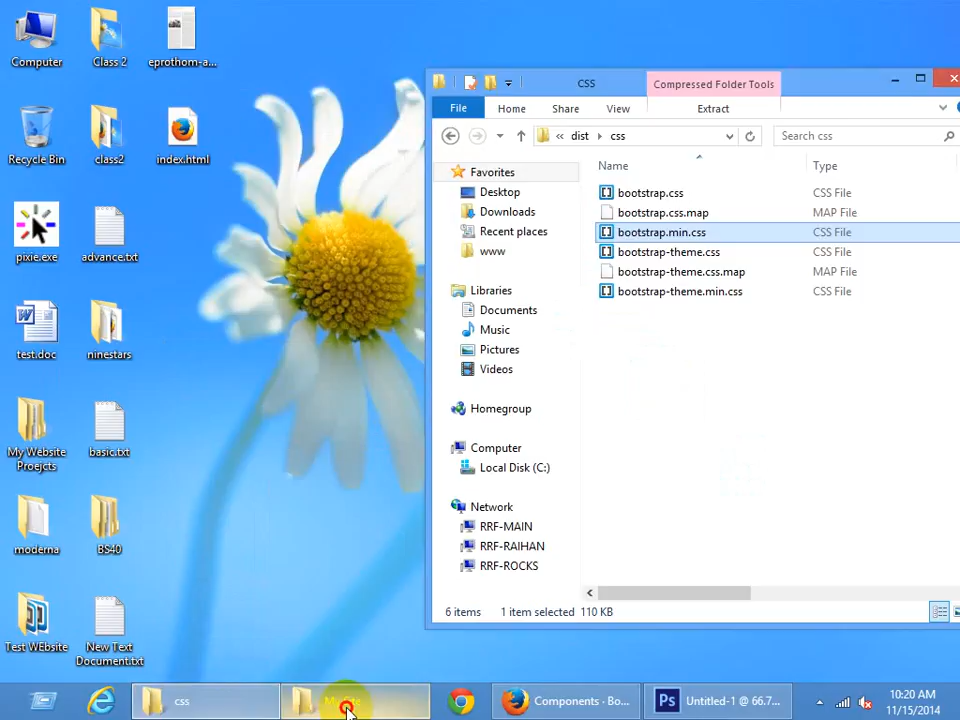 Computer
Class 2
eprothom-a...
Recycle Bin
class2
index.html
pixie.exe
advance.txt
test.doc
ninestars
My Website
Proejcts
basic.txt
moderna
BS40
Test WEbsite
New Text
Document.txt
CSS
Compressed Folder Tools
File
Home
Share
View
Extract
« dist
css
Search css
Name
Type
Favorites
Desktop
Downloads
Recent places
www
Libraries
Documents
Music
Pictures
Videos
Homegroup
Computer
Local Disk (C:)
Network
RRF-MAIN
RRF-RAIHAN
RRF-ROCKS
bootstrap.css CSS File
bootstrap.css.map MAP File
bootstrap.min.css CSS File
bootstrap-theme.css CSS File
bootstrap-theme.css.map MAP File
bootstrap-theme.min.css CSS File
6 items 1 item selected 110 KB
css
Components - Bo...
Ps
Untitled-1 @ 66.7...
10:20 AM
11/15/2014